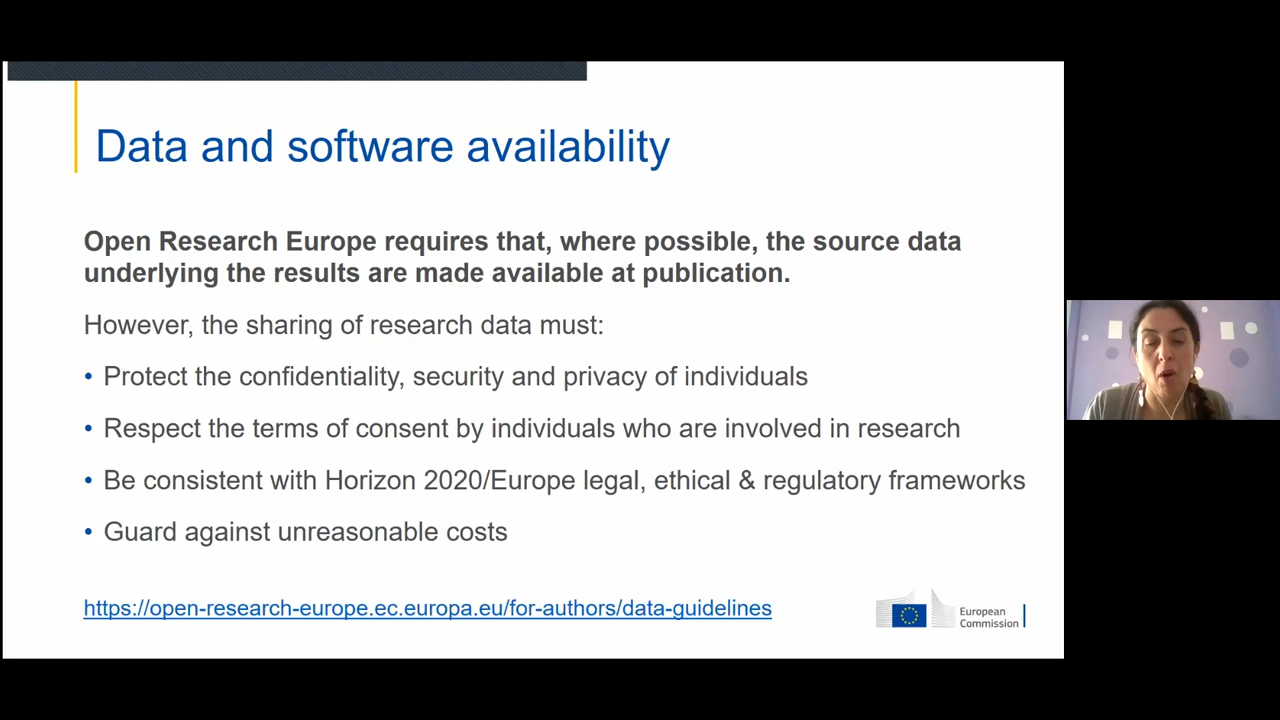 Data and software availability
Open Research Europe requires that, where possible, the source data
underlying the results are made available at publication.
However, the sharing of research data must:
• Protect the confidentiality, security and privacy of individuals
• Respect the terms of consent by individuals who are involved in research
• Be consistent with Horizon 2020/Europe legal, ethical & regulatory frameworks
• Guard against unreasonable costs
https://open-research-europe.ec.europa.eu/for-authors/data-guidelines
European
Commission